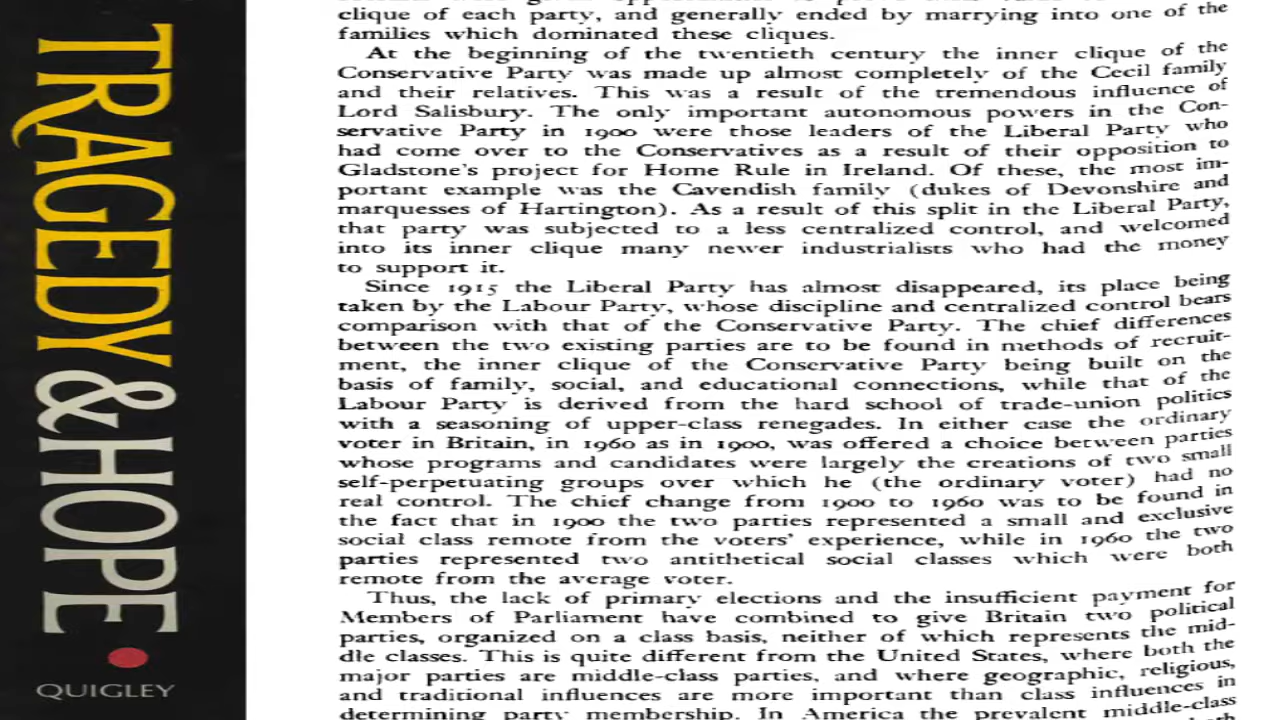 TRAGEDY & HOPE
QUIGLEY
clique of each party, and generally ended by marrying into one of the
families which dominated these cliques.
At the beginning of the twentieth century the inner clique of the
Conservative Party was made up almost completely of the Cecil family
and their relatives. This was a result of the tremendous influence of
Lord Salisbury. The only important autonomous powers in the Con-
servative Party in 1900 were those leaders of the Liberal Party who
had come over to the Conservatives as a result of their opposition to
Gladstone's project for Home Rule in Ireland. Of these, the most im-
portant example was the Cavendish family (dukes of Devonshire and
marquesses of Hartington). As a result of this split in the Liberal Party,
that party was subjected to a less centralized control, and welcomed
into its inner clique many newer industrialists who had the money
to support it.
Since 1915 the Liberal Party has almost disappeared, its place being
taken by the Labour Party, whose discipline and centralized control bears
comparison with that of the Conservative Party. The chief differences
between the two existing parties are to be found in methods of recruit-
ment, the inner clique of the Conservative Party being built on the
basis of family, social, and educational connections, while that of the
Labour Party is derived from the hard school of trade-union politics
with a seasoning of upper-class renegades. In either case the ordinary
voter in Britain, in 1960 as in 1900, was offered a choice between parties
whose programs and candidates were largely the creations of two small
self-perpetuating groups over which he (the ordinary voter) had no
real control. The chief change from 1900 to 1960 was to be found in
the fact that in 1900 the two parties represented a small and exclusive
social class remote from the voters' experience, while in 1960 the two
parties represented two antithetical social classes which were both
remote from the average voter.
Thus, the lack of primary elections and the insufficient payment for
Members of Parliament have combined to give Britain two political
parties, organized on a class basis, neither of which represents the mid-
dle classes. This is quite different from the United States, where both the
major parties are middle-class parties, and where geographic, religious,
and traditional influences are more important than class influences in
determining party membership. In America the prevalent middle-class